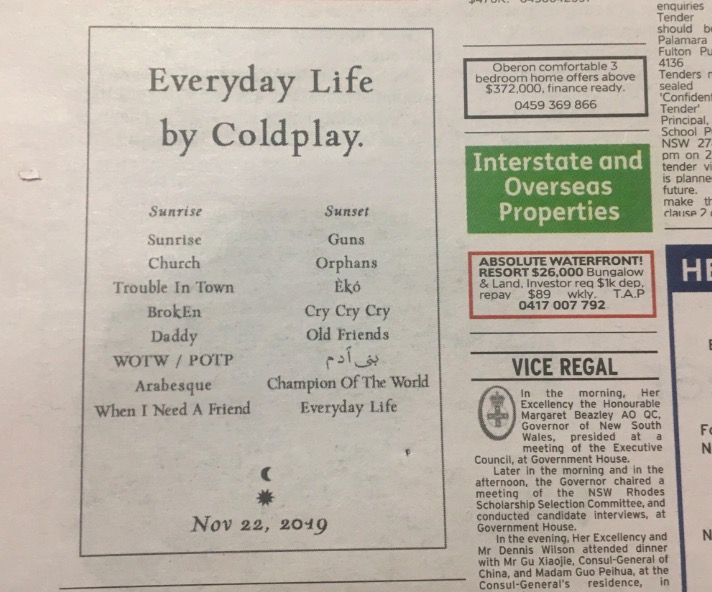 Everyday Life
by Coldplay.
Sunrise
Sunrise
Church
Trouble In Town
BrokEn
Daddy
WOTW / POTP
Arabesque
When I Need A Friend
Sunset
Guns
Orphans
Èkó
Cry Cry Cry
Old Friends
بنی آدم
Champion Of The World
Everyday Life
Nov 22, 2019
Oberon comfortable 3
bedroom home offers above
$372,000, finance ready.
0459 369 866
Interstate and
Overseas
Properties
ABSOLUTE WATERFRONT!
RESORT $26,000 Bungalow
& Land. Investor req $1k dep,
repay $89 wkly. T.A.P
0417 007 792
VICE REGAL
In the morning, Her
Excellency the Honourable
Margaret Beazley AO QC,
Governor of New South
Wales, presided at a
meeting of the Executive
Council, at Government House.
Later in the morning and in the
afternoon, the Governor chaired a
meeting of the NSW Rhodes
Scholarship Selection Committee, and
conducted candidate interviews, at
Government House.
In the evening, Her Excellency and
Mr Dennis Wilson attended dinner
with Mr Gu Xiaojie, Consul-General of
China, and Madam Guo Peihua, at the
Consul-General's residence, in
enquiries
Tender
should
Palamara
Fulton
4136
Tenders
sealed
'Confident
Tender'
Principal,
School
NSW
pm on
tender
is
future.
make
clause 2
HE